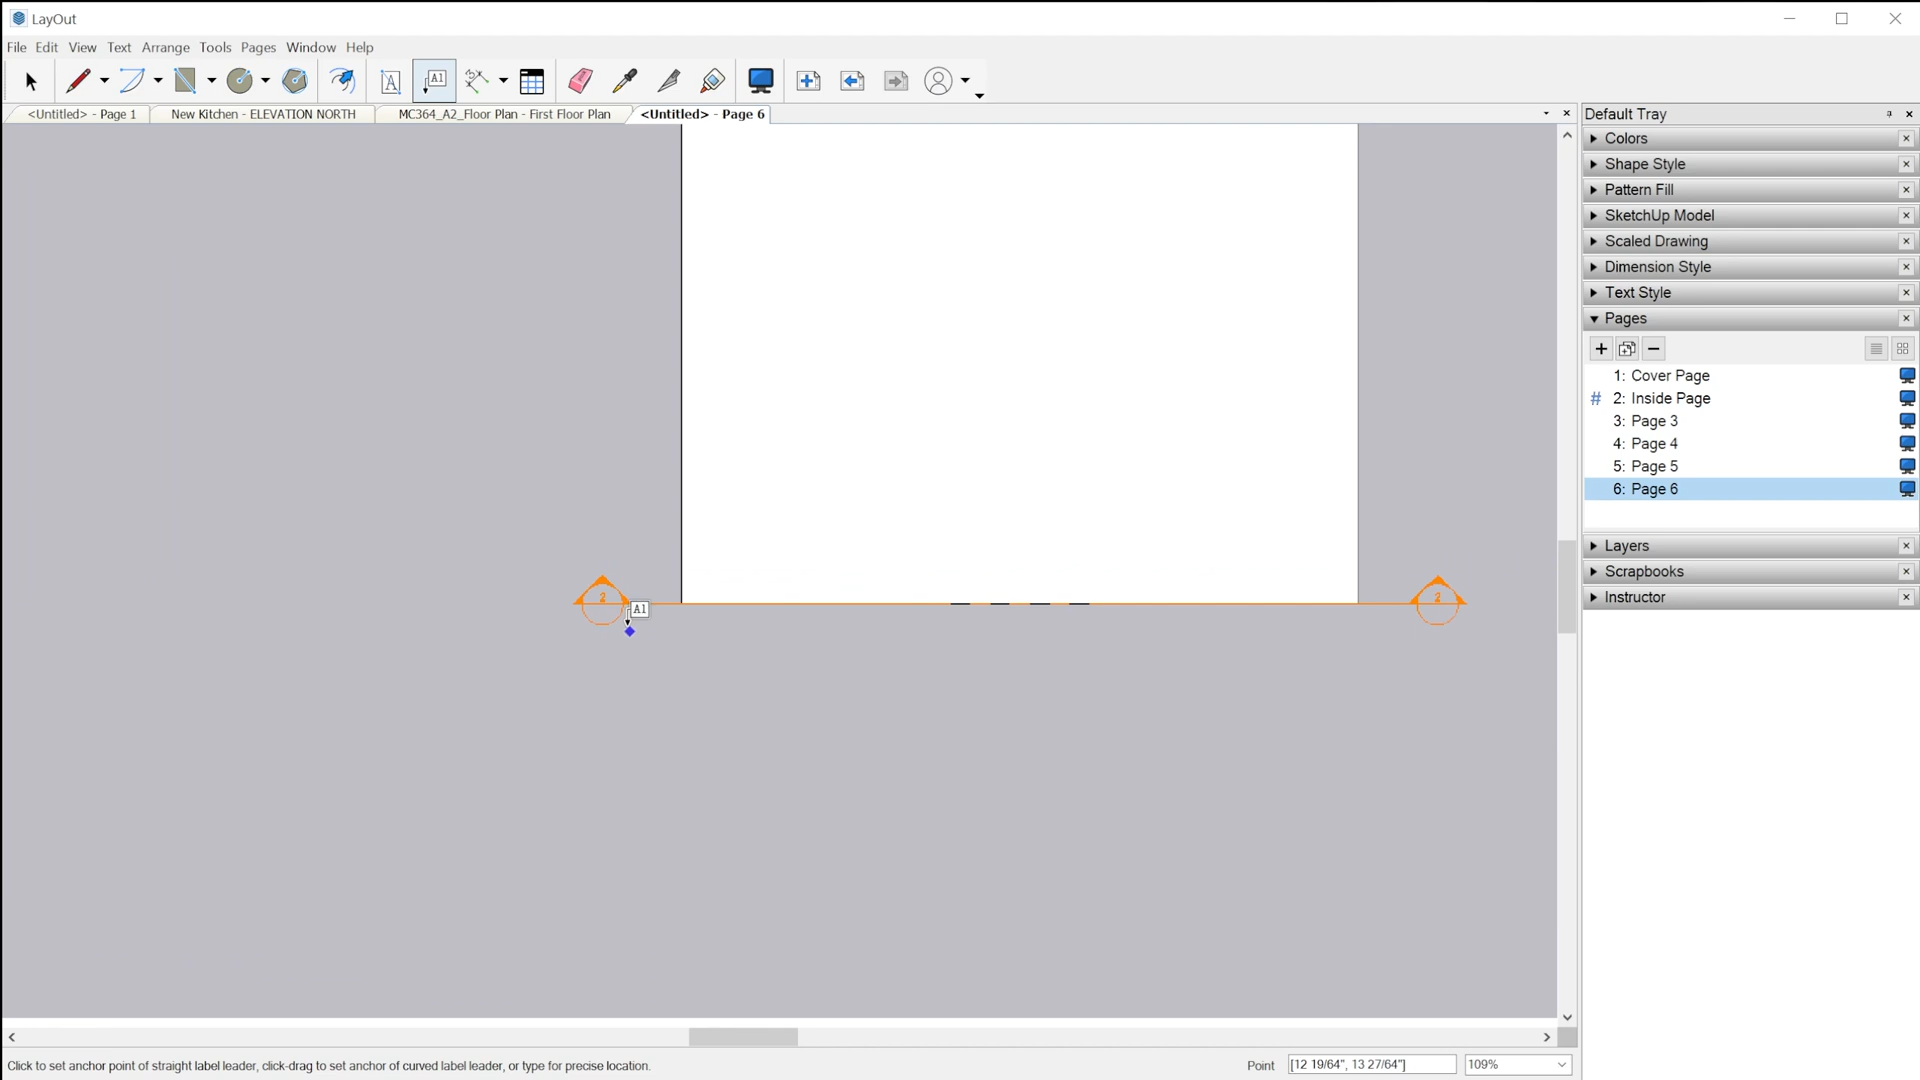 LayOut
File Edit View Text Arrange Tools Pages Window Help
A A1
<Untitled> - Page 1 New Kitchen - ELEVATION NORTH MC364_A2_Floor Plan - First Floor Plan <Untitled> - Page 6
Default Tray
Colors
Shape Style
Pattern Fill
SketchUp Model
Scaled Drawing
Dimension Style
Text Style
Pages
1: Cover Page
# 2: Inside Page
3: Page 3
4: Page 4
5: Page 5
6: Page 6
Layers
Scrapbooks
Instructor
2 A1 2
Click to set anchor point of straight label leader, click-drag to set anchor of curved label leader, or type for precise location.
Point [12 19/64", 13 27/64"] 109%